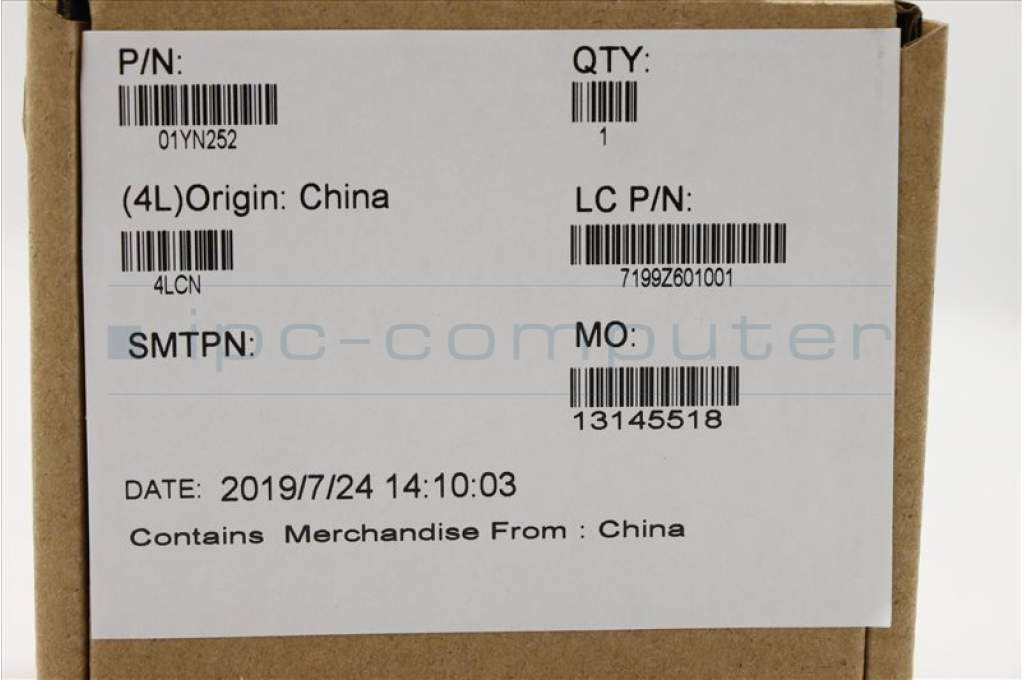 P/N:
01YN252
QTY:
1
(4L)Origin: China
4LCN
LC P/N:
7199Z601001
SMTPN:
MO:
13145518
ipc-computer
DATE: 2019/7/24 14:10:03
Contains Merchandise From : China